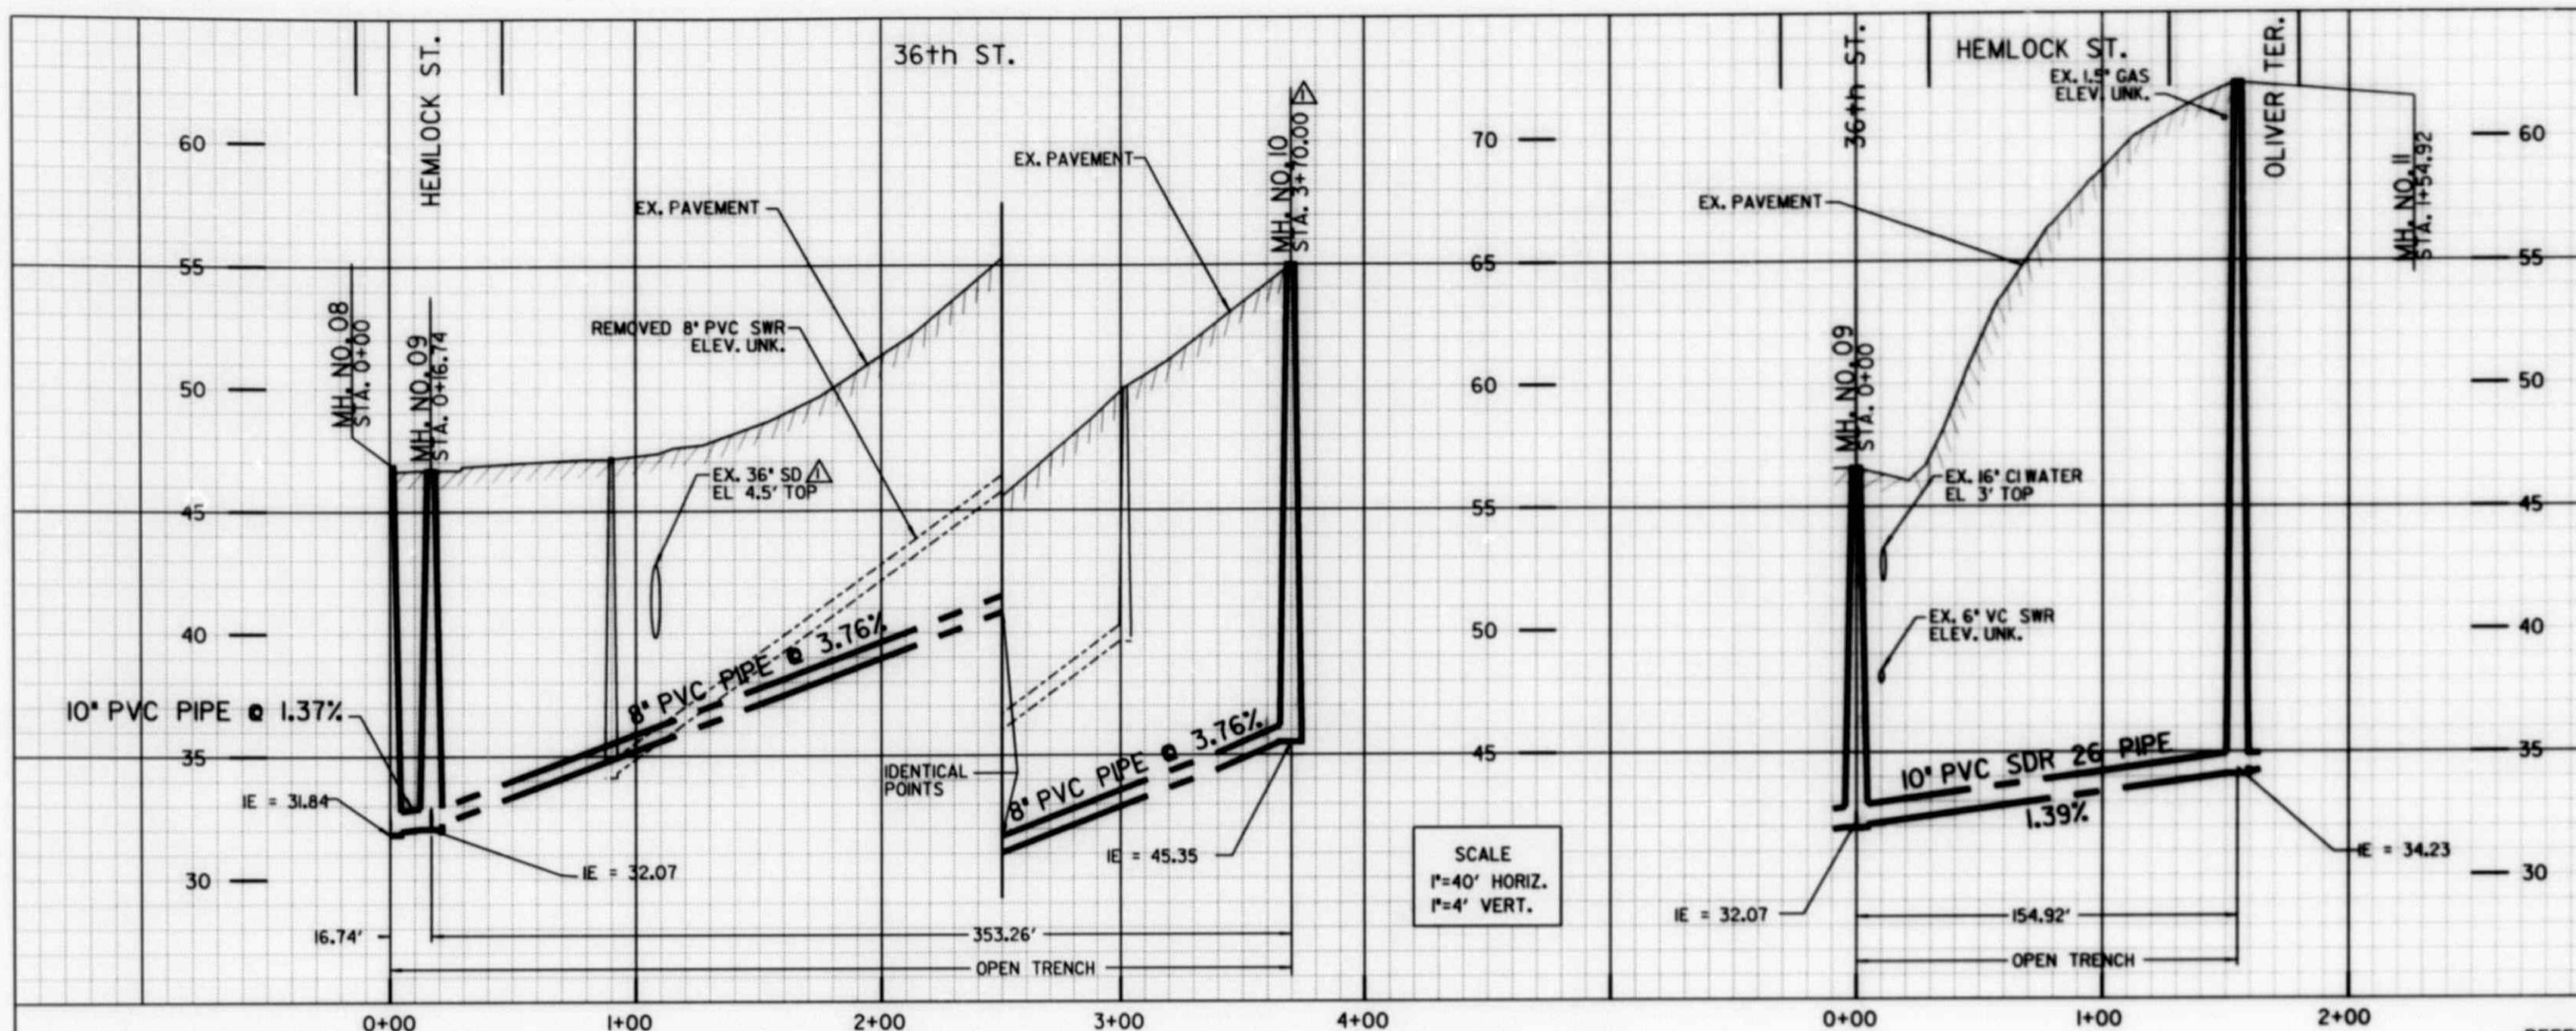 HEMLOCK ST.
36th ST.
60
55
50
45
40
35
30
MH. NO. 08
STA. 0+00
MH. NO. 09
STA. 0+16.74
EX. PAVEMENT
REMOVED 8" PVC SWR
ELEV. UNK.
EX. 36" SD 1
EL 4.5' TOP
8" PVC PIPE @ 3.76%
10" PVC PIPE @ 1.37%
IE = 31.84
IE = 32.07
16.74'
353.26'
OPEN TRENCH
IDENTICAL
POINTS
EX. PAVEMENT
MH. NO. 10
STA. 3+70.00 1
8" PVC PIPE @ 3.76%
IE = 45.35
70
65
60
55
50
45
SCALE
1"=40' HORIZ.
1"=4' VERT.
0+00
1+00
2+00
3+00
4+00
36th ST.
HEMLOCK ST.
OLIVER TER.
EX. 1.5" GAS
ELEV. UNK.
EX. PAVEMENT
MH. NO. 09
STA. 0+00
MH. NO. 11
STA. 1+54.92
EX. 16" CI WATER
EL 3' TOP
EX. 6" VC SWR
ELEV. UNK.
10" PVC SDR 26 PIPE
1.39%
IE = 32.07
IE = 34.23
154.92'
OPEN TRENCH
60
55
50
45
40
35
30
0+00
1+00
2+00